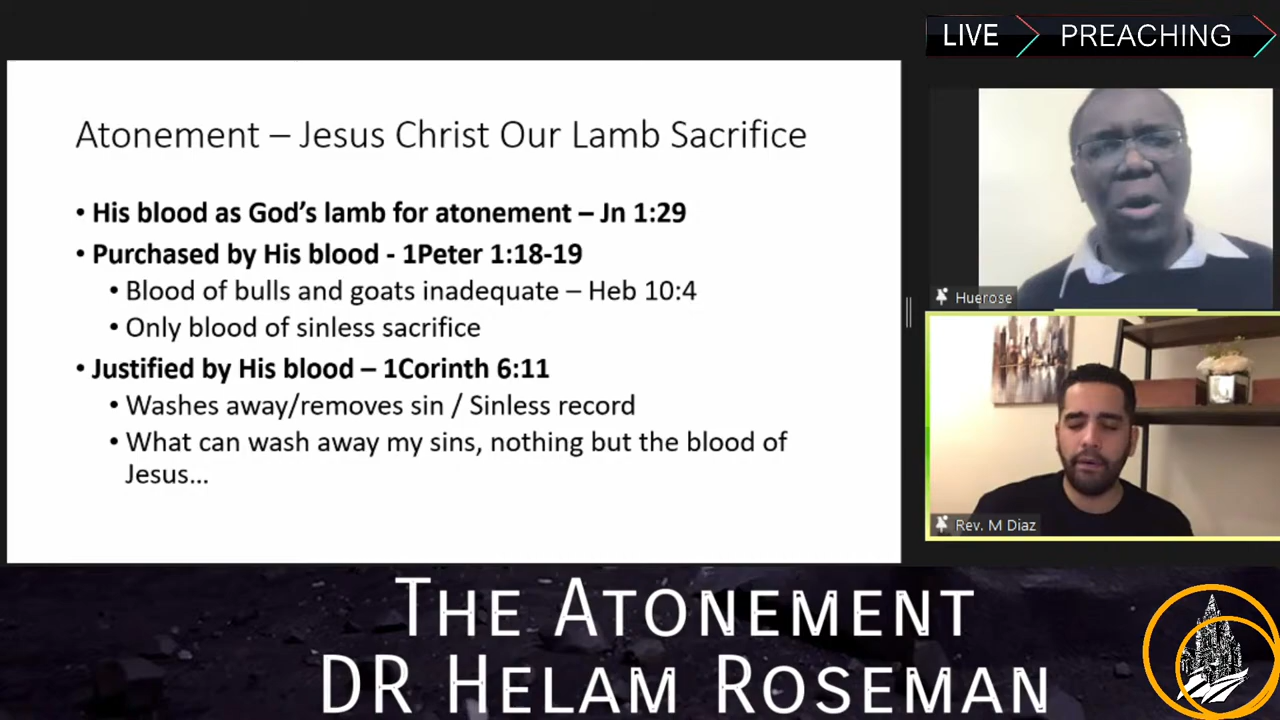 LIVE PREACHING
Atonement – Jesus Christ Our Lamb Sacrifice
• His blood as God's lamb for atonement – Jn 1:29
• Purchased by His blood - 1Peter 1:18-19
• Blood of bulls and goats inadequate – Heb 10:4
• Only blood of sinless sacrifice
• Justified by His blood – 1Corinth 6:11
• Washes away/removes sin / Sinless record
• What can wash away my sins, nothing but the blood of
Jesus…
Huerose
Rev. M Diaz
THE ATONEMENT
DR HELAM ROSEMAN